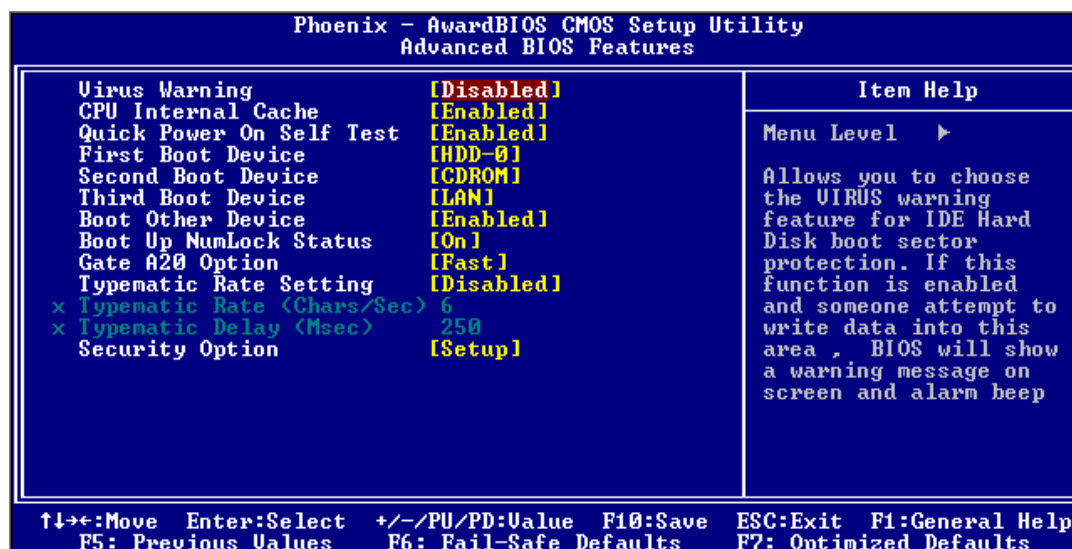 Phoenix - AwardBIOS CMOS Setup Utility
Advanced BIOS Features
Virus Warning [Disabled]
CPU Internal Cache [Enabled]
Quick Power On Self Test [Enabled]
First Boot Device [HDD-0]
Second Boot Device [CDROM]
Third Boot Device [LAN]
Boot Other Device [Enabled]
Boot Up NumLock Status [On]
Gate A20 Option [Fast]
Typematic Rate Setting [Disabled]
x Typematic Rate (Chars/Sec) 6
x Typematic Delay (Msec) 250
Security Option [Setup]
Item Help
Menu Level ►
Allows you to choose
the VIRUS warning
feature for IDE Hard
Disk boot sector
protection. If this
function is enabled
and someone attempt to
write data into this
area , BIOS will show
a warning message on
screen and alarm beep
↑↓→←:Move Enter:Select +/-/PU/PD:Value F10:Save ESC:Exit F1:General Help
F5: Previous Values F6: Fail-Safe Defaults F7: Optimized Defaults